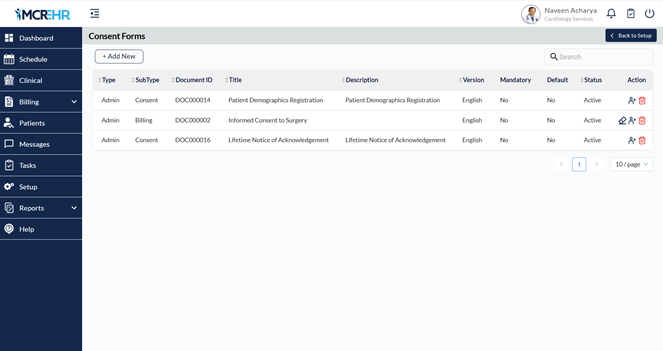 MCREHR
Naveen Acharya
Cardiology Services
Dashboard
Schedule
Clinical
Billing
Patients
Messages
Tasks
Setup
Reports
Help
Consent Forms
Back to Setup
+ Add New
Search
Type SubType Document ID Title Description Version Mandatory Default Status Action
Admin Consent DOC000014 Patient Demographics Registration Patient Demographics Registration English No No Active
Admin Billing DOC000002 Informed Consent to Surgery English No No Active
Admin Consent DOC000016 Lifetime Notice of Acknowledgement Lifetime Notice of Acknowledgement English No No Active
< 1 > 10 / page